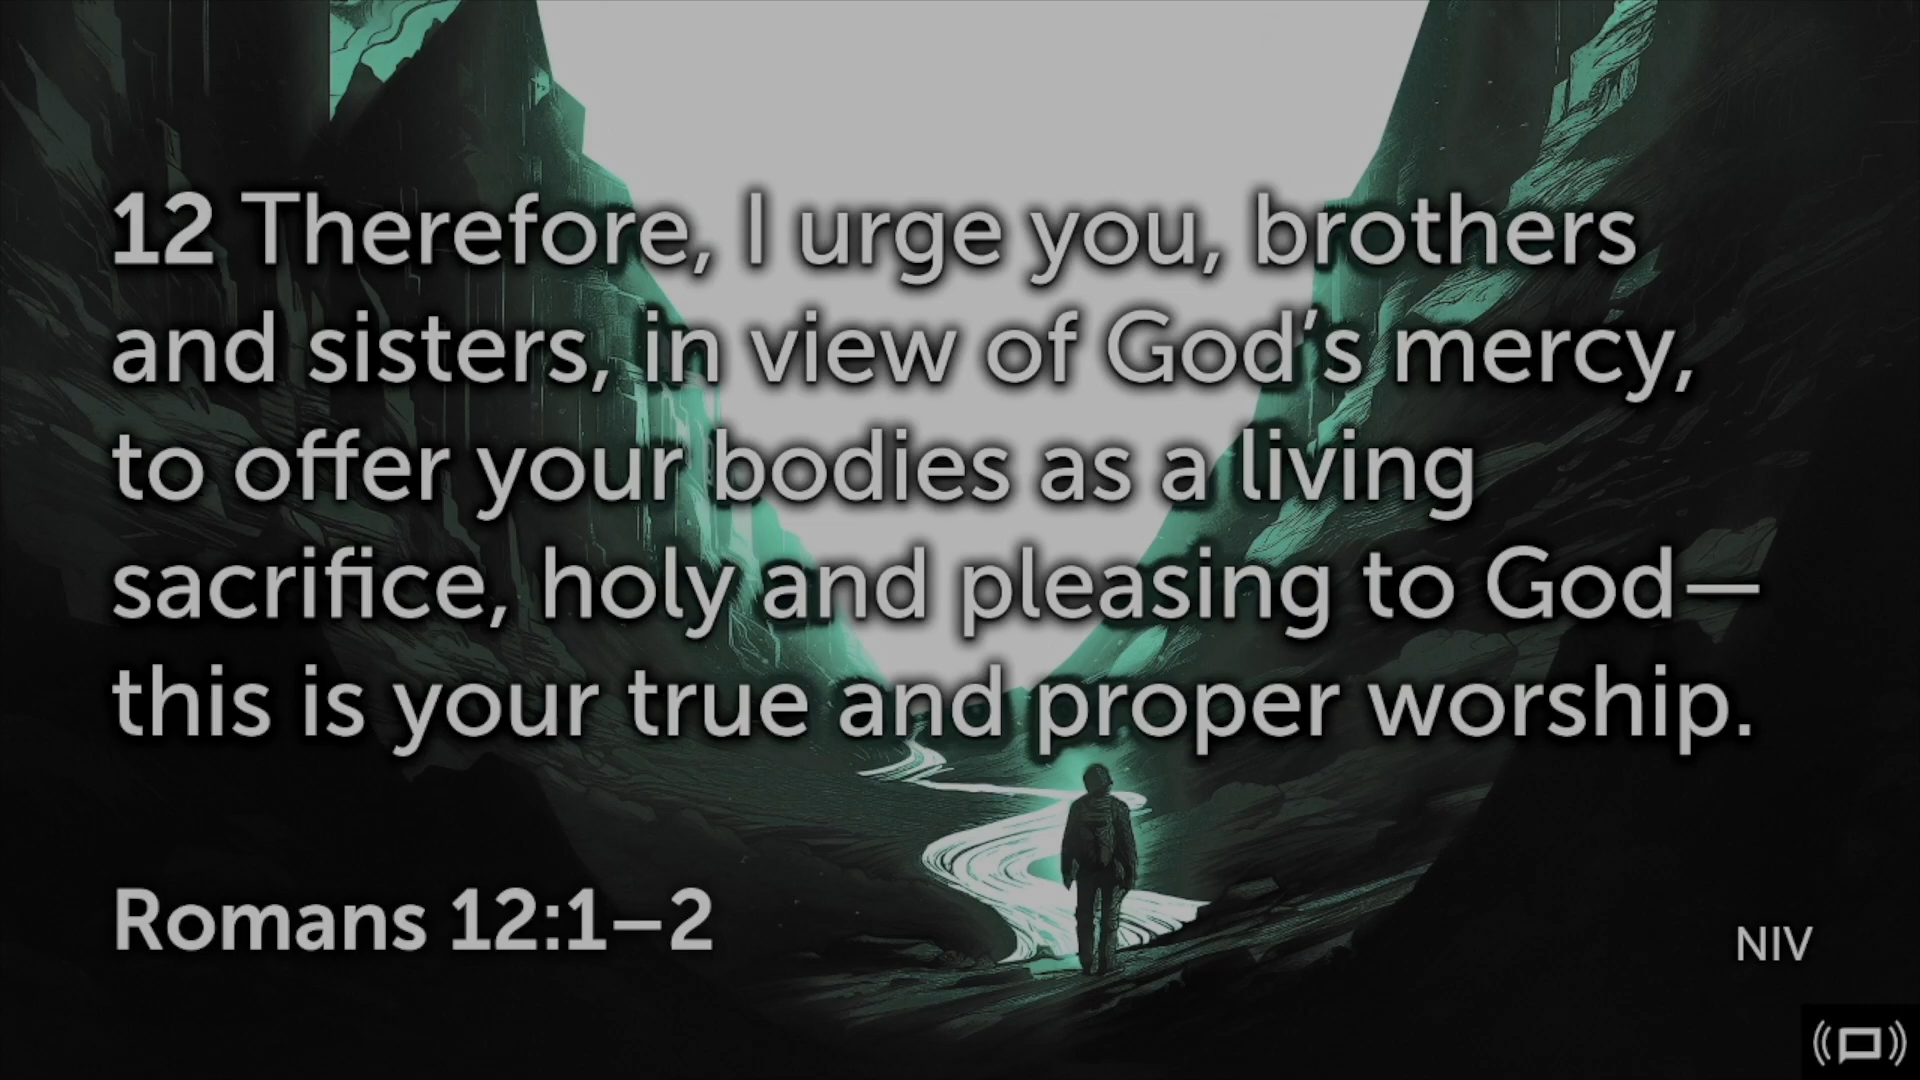 12 Therefore, I urge you, brothers
and sisters, in view of God’s mercy,
to offer your bodies as a living
sacrifice, holy and pleasing to God—
this is your true and proper worship.
Romans 12:1–2
NIV